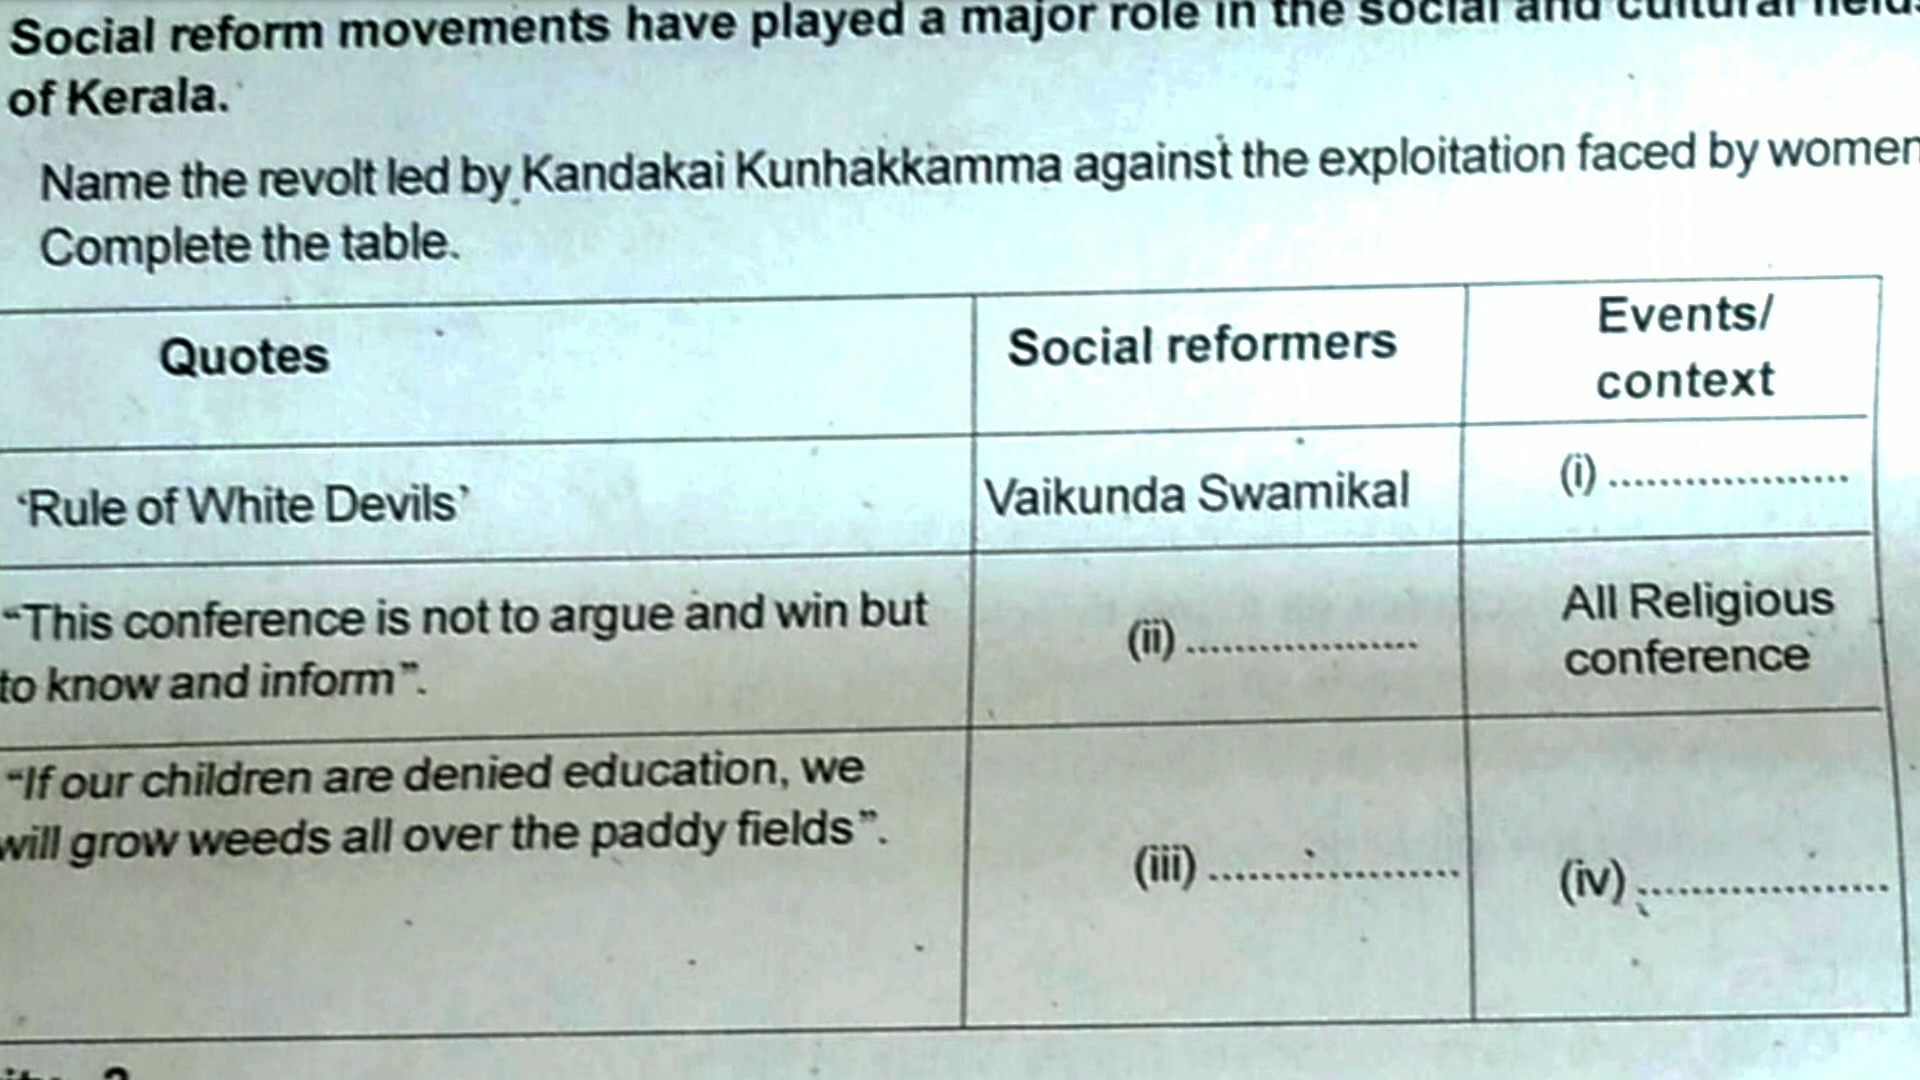 Social reform movements have played a major role in the social and cultural fields
of Kerala.
Name the revolt led by Kandakai Kunhakkamma against the exploitation faced by women
Complete the table.
Quotes
Social reformers
Events/
context
'Rule of White Devils'
Vaikunda Swamikal
(i) ....................
"This conference is not to argue and win but
to know and inform".
(ii) ....................
All Religious
conference
"If our children are denied education, we
will grow weeds all over the paddy fields".
(iii) ....................
(iv) ....................